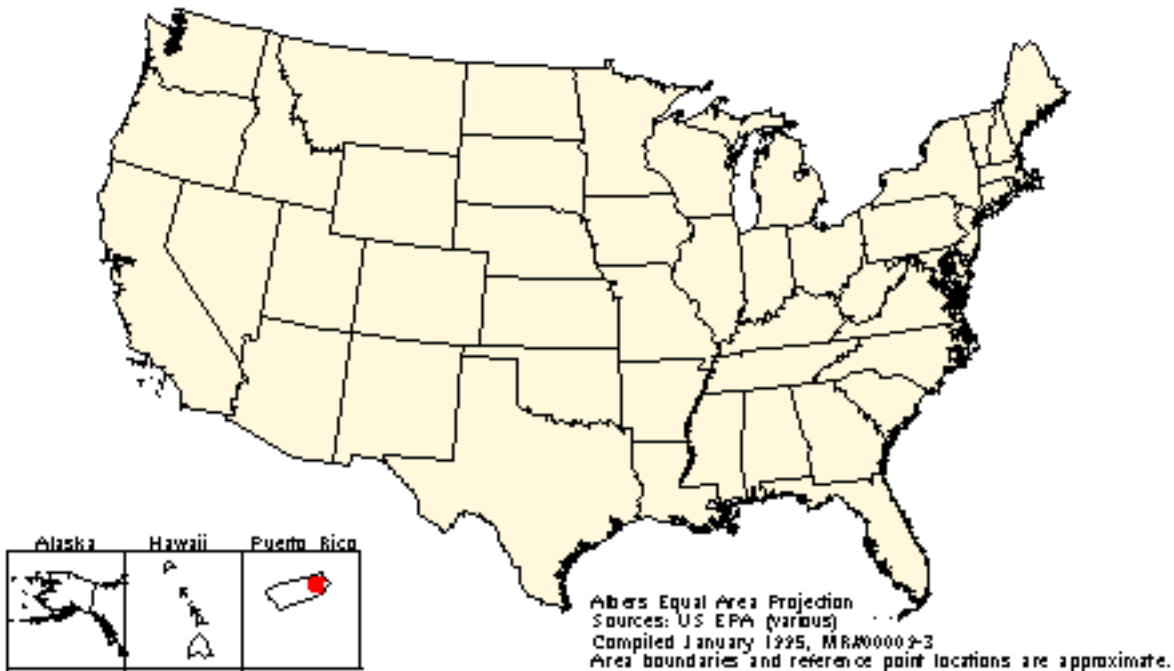 Alaska
Hawaii
Puerto Rico
Albers Equal Area Projection
Sources: US EPA (various)
Compiled January 1995, MR#00009-3
Area boundaries and reference point locations are approximate.